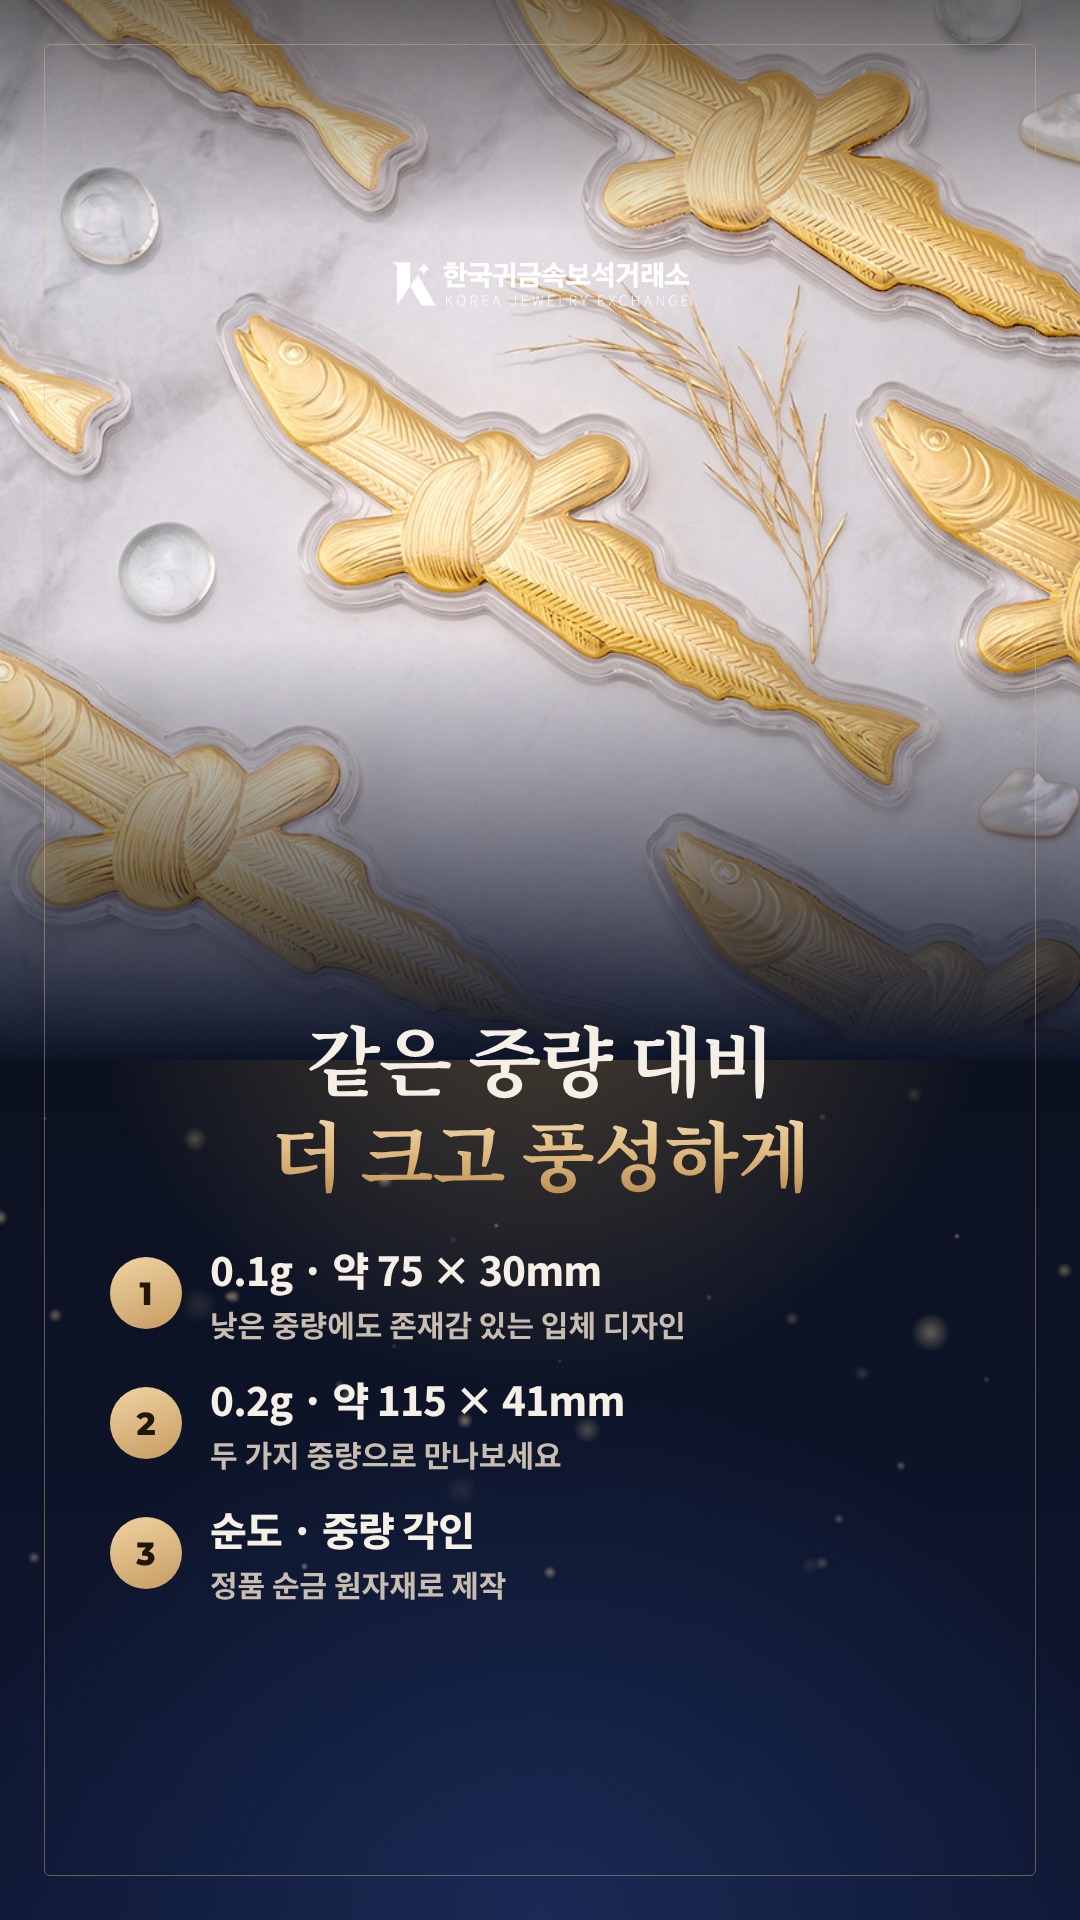 한국귀금속보석거래소
KOREA JEWELRY EXCHANGE
같은 중량 대비
더 크고 풍성하게
1
0.1g · 약 75 × 30mm
낮은 중량에도 존재감 있는 입체 디자인
2
0.2g · 약 115 × 41mm
두 가지 중량으로 만나보세요
3
순도 · 중량 각인
정품 순금 원자재로 제작